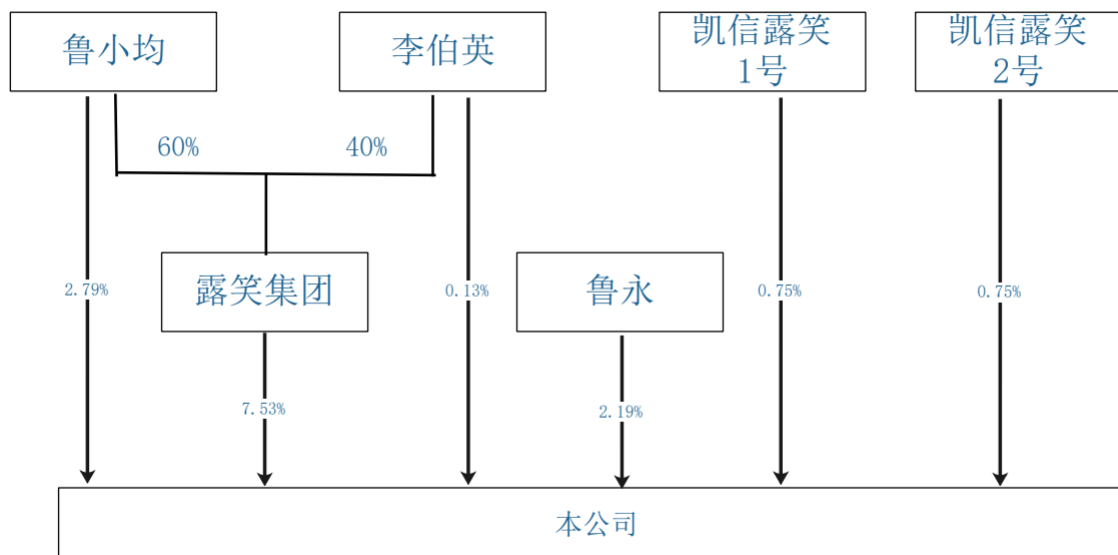 鲁小均
李伯英
凯信露笑
1号
凯信露笑
2号
60%
40%
露笑集团
鲁永
2.79%
0.13%
0.75%
0.75%
7.53%
2.19%
本公司